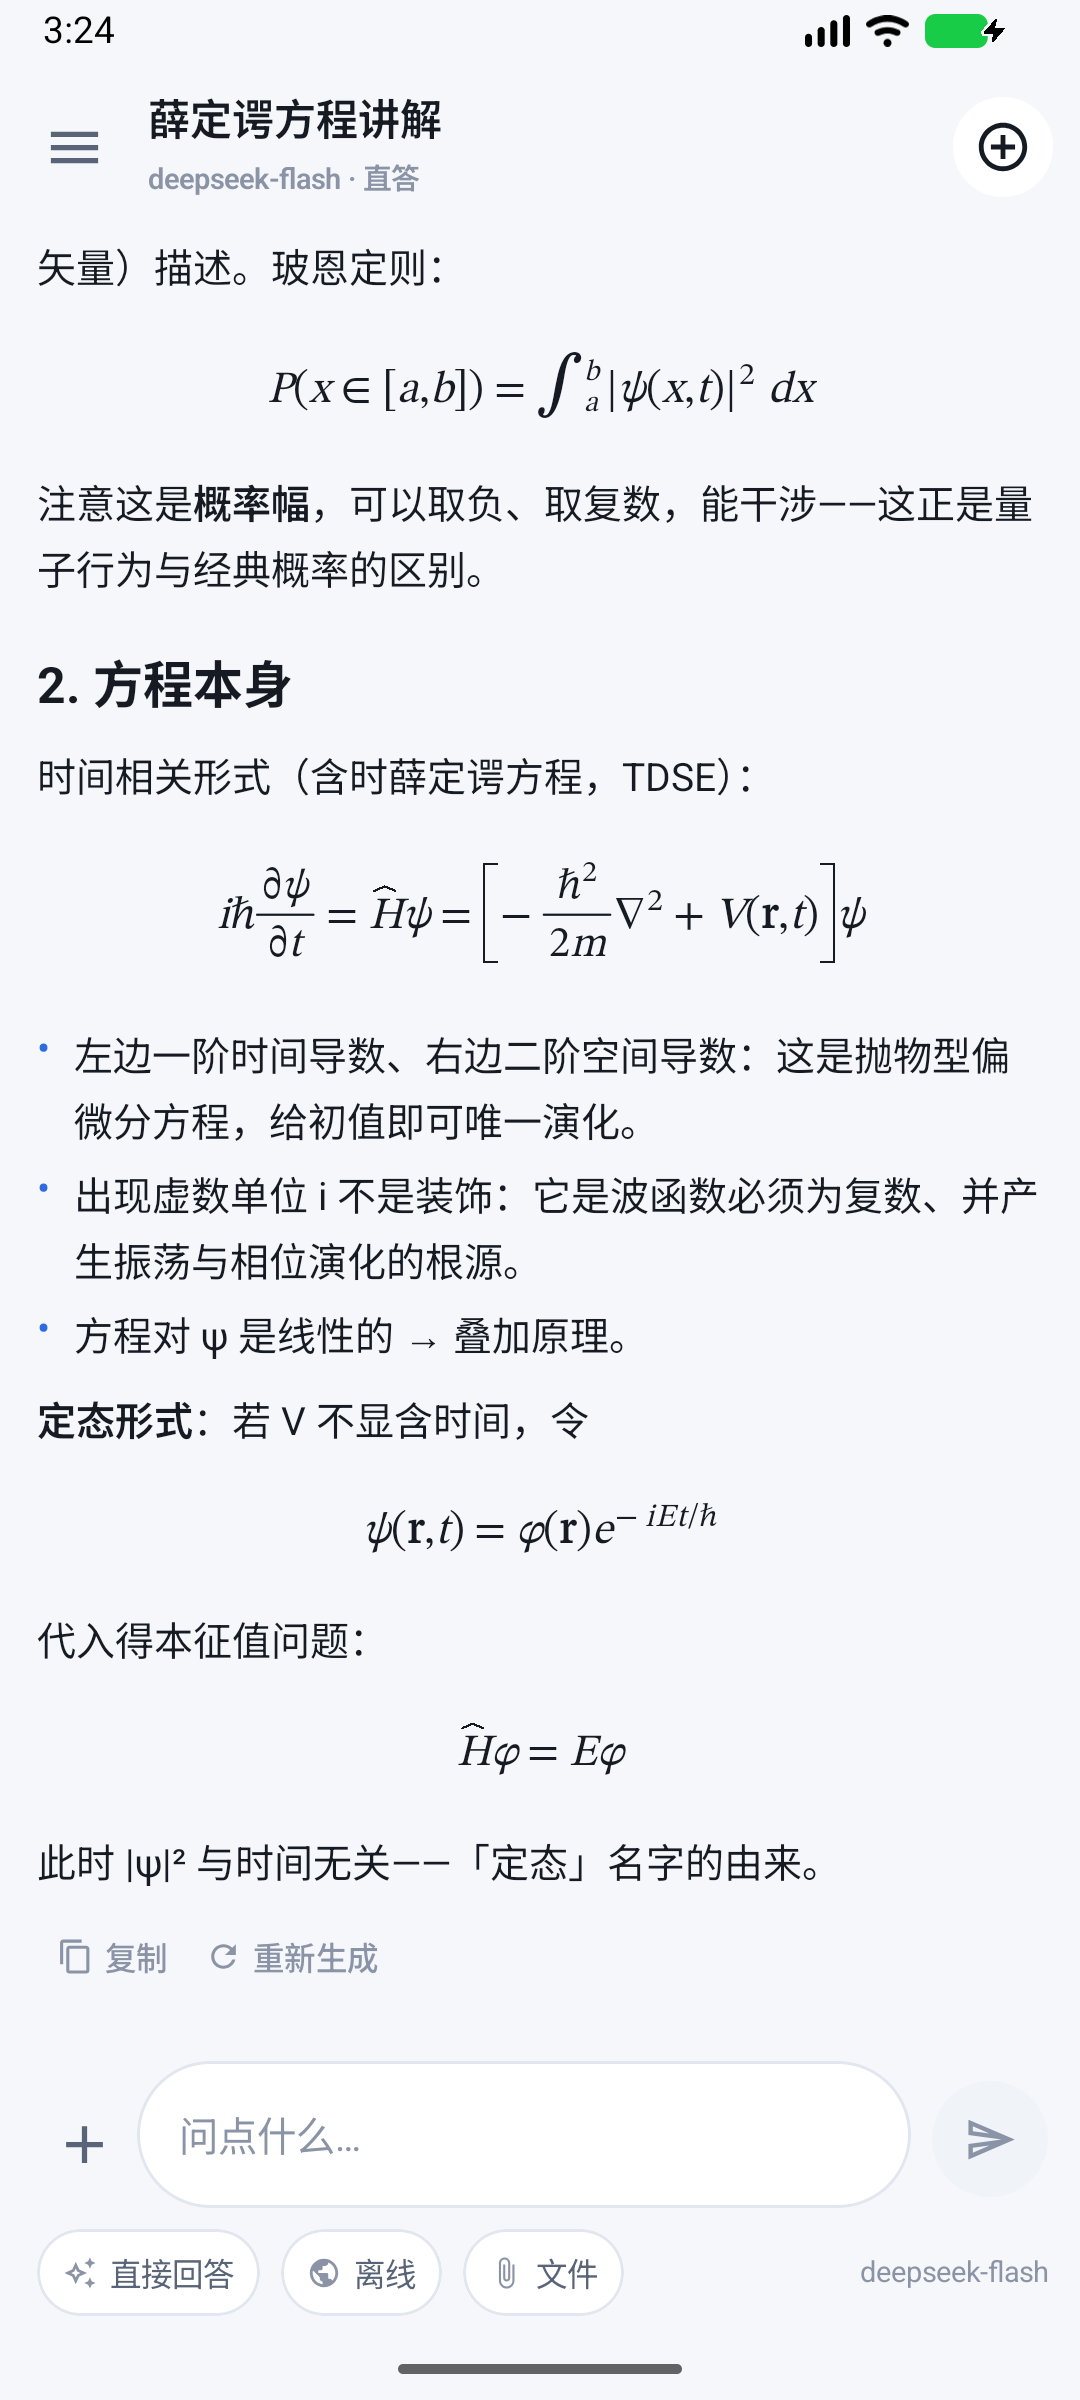 3:24
薛定谔方程讲解
deepseek-flash · 直答
矢量）描述。玻恩定则：
P(x ∈ [a,b]) = ∫ₐᵇ |ψ(x,t)|² dx
注意这是概率幅，可以取负、取复数，能干涉——这正是量
子行为与经典概率的区别。
2. 方程本身
时间相关形式（含时薛定谔方程，TDSE）：
iℏ ∂ψ/∂t = Ĥψ = [− ℏ²/2m ∇² + V(r,t)] ψ
• 左边一阶时间导数、右边二阶空间导数：这是抛物型偏
微分方程，给初值即可唯一演化。
• 出现虚数单位 i 不是装饰：它是波函数必须为复数、并产
生振荡与相位演化的根源。
• 方程对 ψ 是线性的 → 叠加原理。
定态形式：若 V 不显含时间，令
ψ(r,t) = φ(r)e^{− iEt/ℏ}
代入得本征值问题：
Ĥφ = Eφ
此时 |ψ|² 与时间无关——「定态」名字的由来。
复制 重新生成
问点什么...
直接回答 离线 文件 deepseek-flash